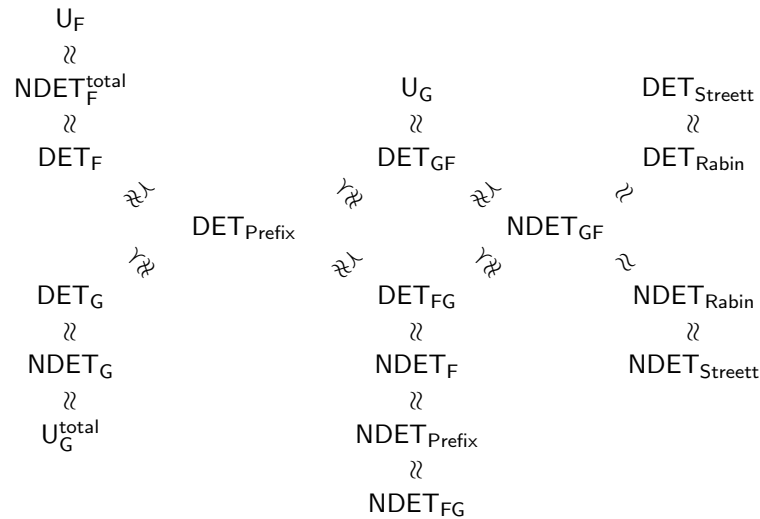 U_F
≈
NDET_F^total U_G DET_Streett
≈ ≈ ≈
DET_F DET_GF DET_Rabin
⋨ ⋨ ⋨ ≈
DET_Prefix NDET_GF
⋨ ⋨ ⋨ ≈
DET_G DET_FG NDET_Rabin
≈ ≈ ≈
NDET_G NDET_F NDET_Streett
≈ ≈
U_G^total NDET_Prefix
≈
NDET_FG